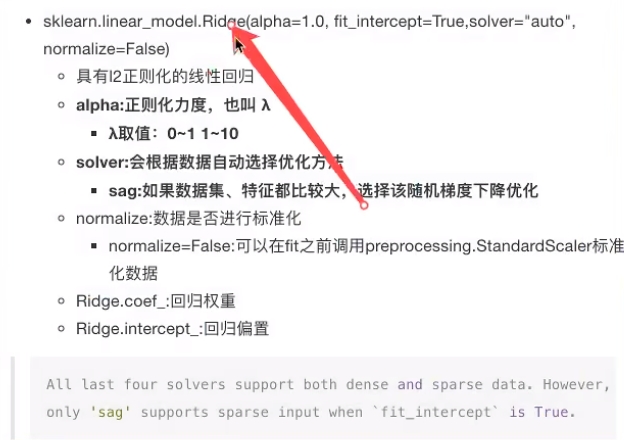 sklearn.linear_model.Ridge(alpha=1.0, fit_intercept=True,solver="auto",
normalize=False)
具有l2正则化的线性回归
alpha:正则化力度，也叫 λ
λ取值：0~1 1~10
solver:会根据数据自动选择优化方法
sag:如果数据集、特征都比较大，选择该随机梯度下降优化
normalize:数据是否进行标准化
normalize=False:可以在fit之前调用preprocessing.StandardScaler标准
化数据
Ridge.coef_:回归权重
Ridge.intercept_:回归偏置
All last four solvers support both dense and sparse data. However,
only 'sag' supports sparse input when `fit_intercept` is True.